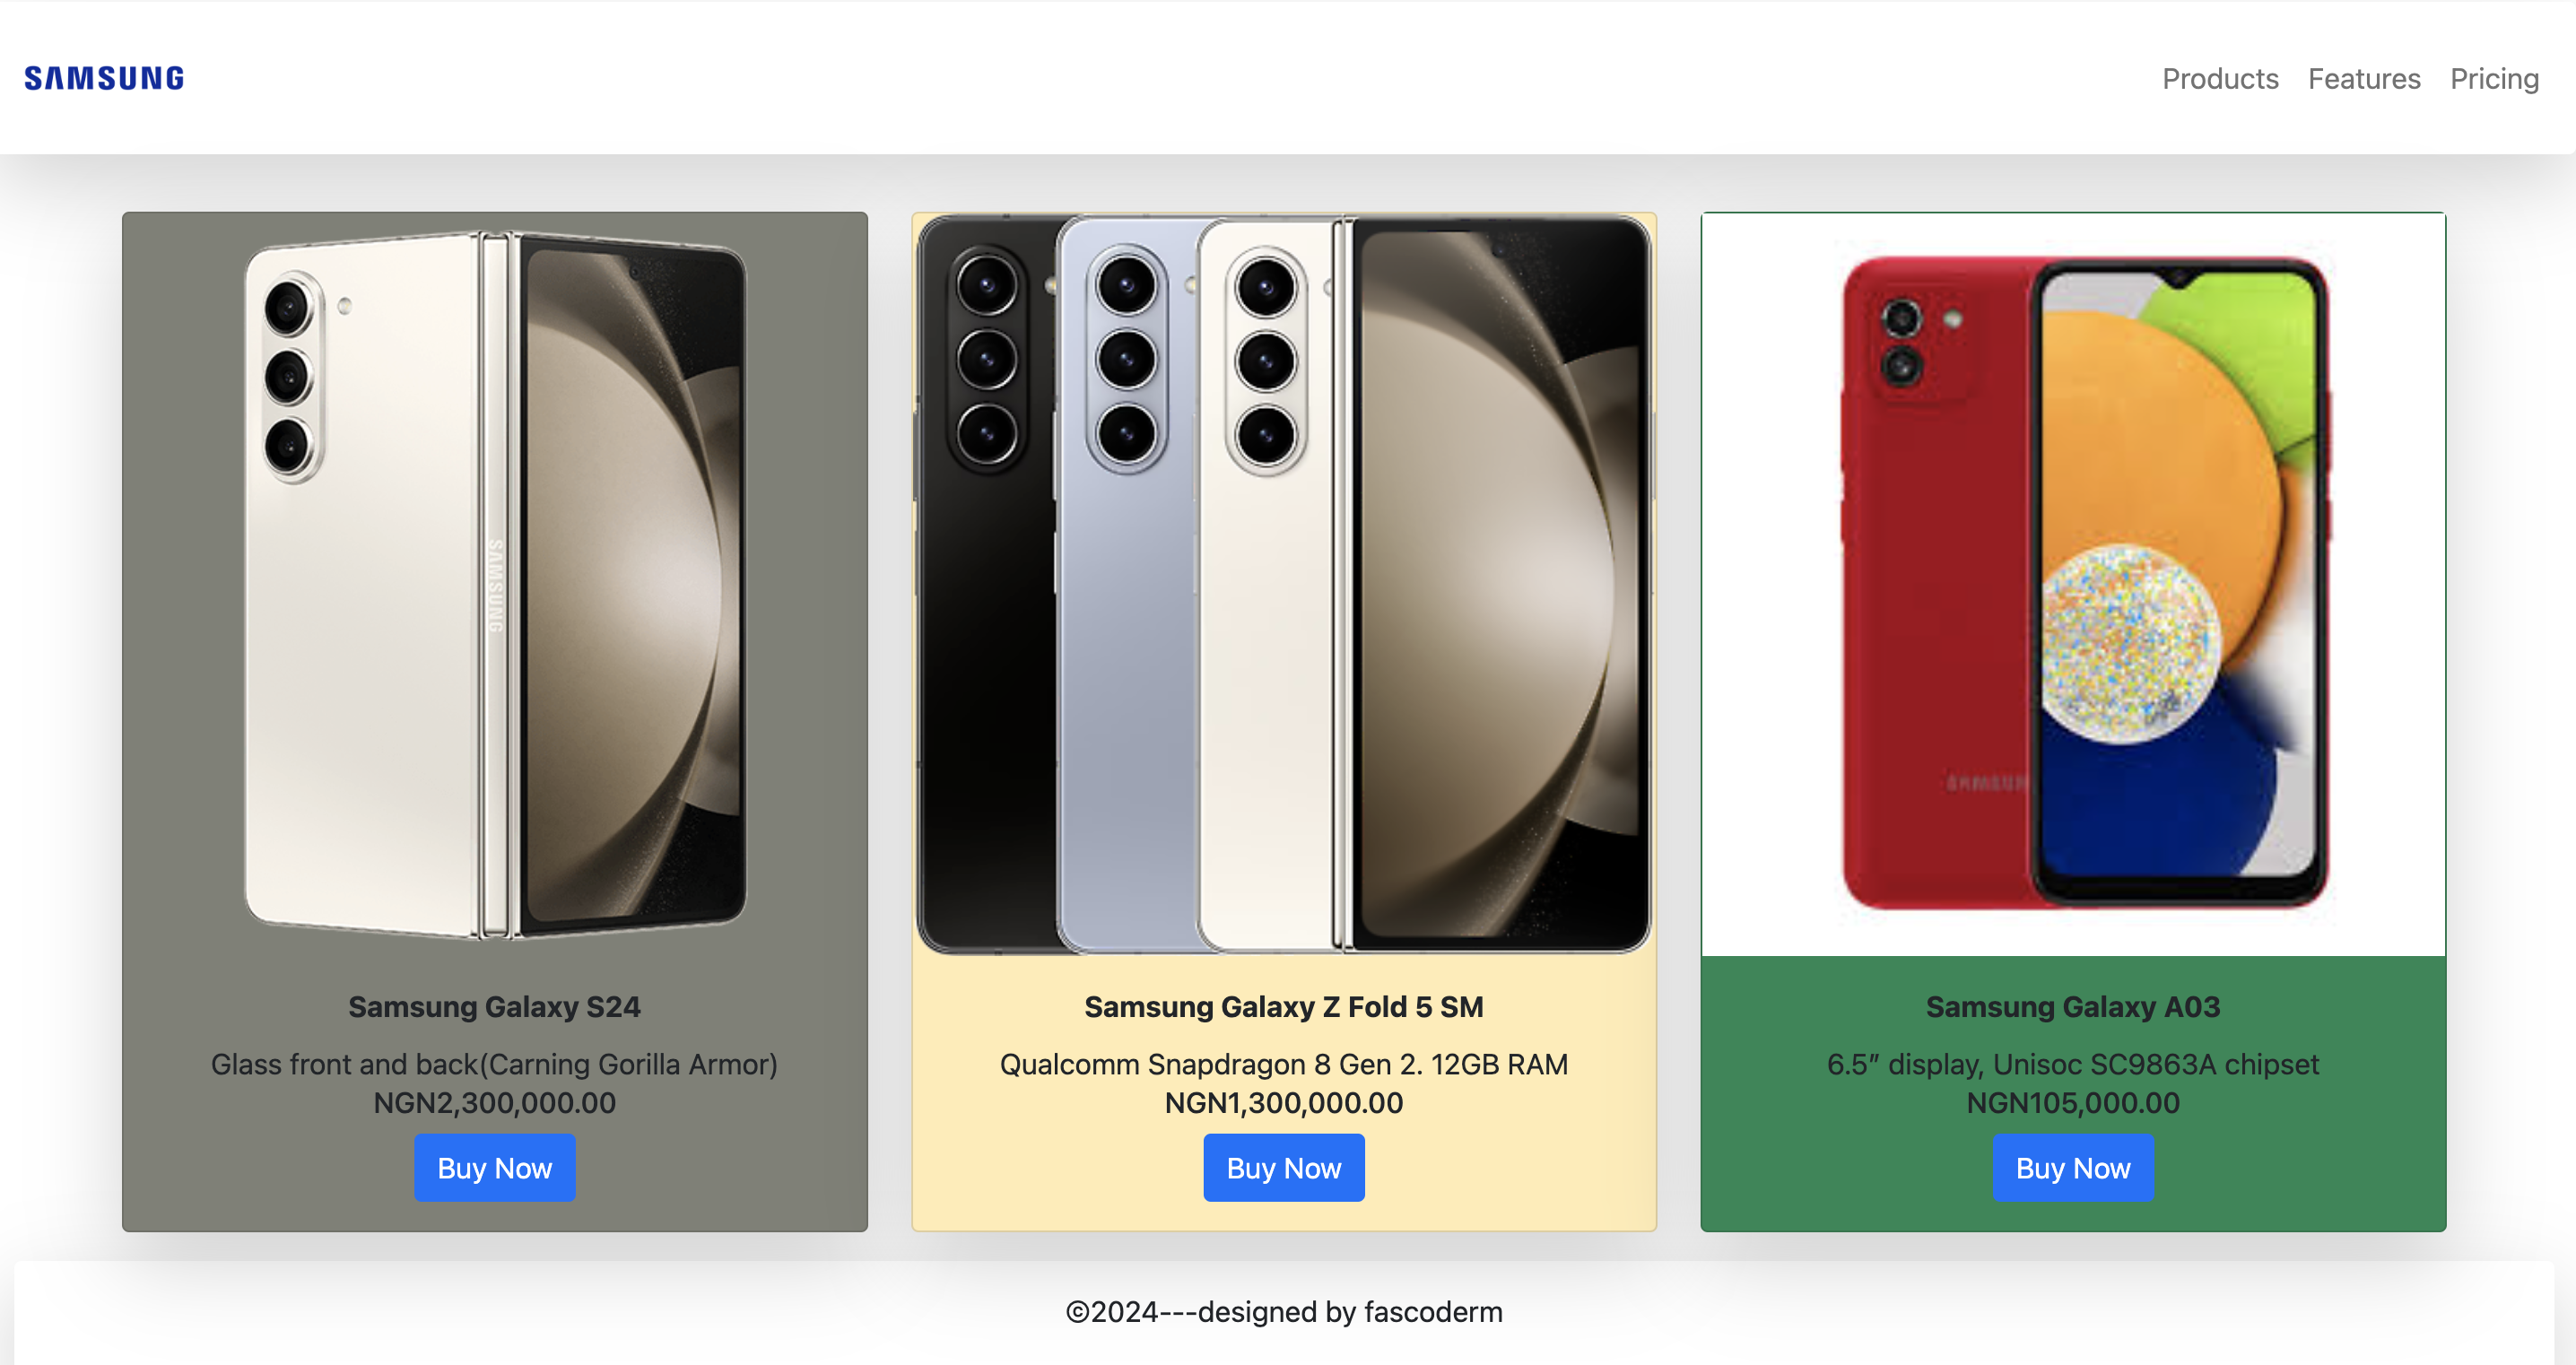 SAMSUNG
Products Features Pricing
SAMSUNG
SAMSUN
Samsung Galaxy S24
Glass front and back(Carning Gorilla Armor)
NGN2,300,000.00
Buy Now
Samsung Galaxy Z Fold 5 SM
Qualcomm Snapdragon 8 Gen 2. 12GB RAM
NGN1,300,000.00
Buy Now
Samsung Galaxy A03
6.5” display, Unisoc SC9863A chipset
NGN105,000.00
Buy Now
©2024---designed by fascoderm